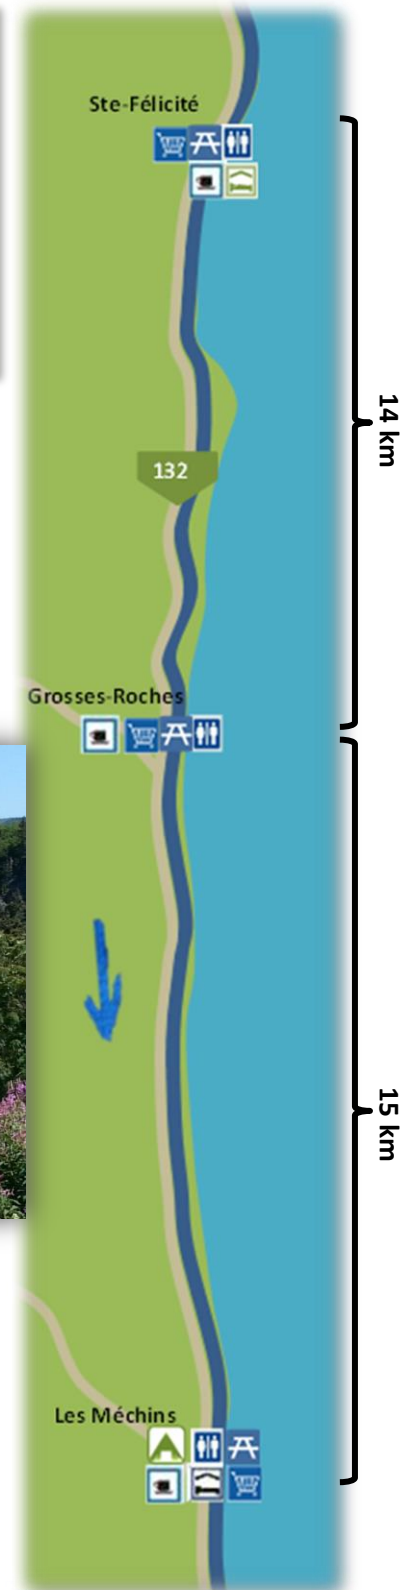 Ste-Félicité
14 km
132
Grosses-Roches
15 km
Les Méchins